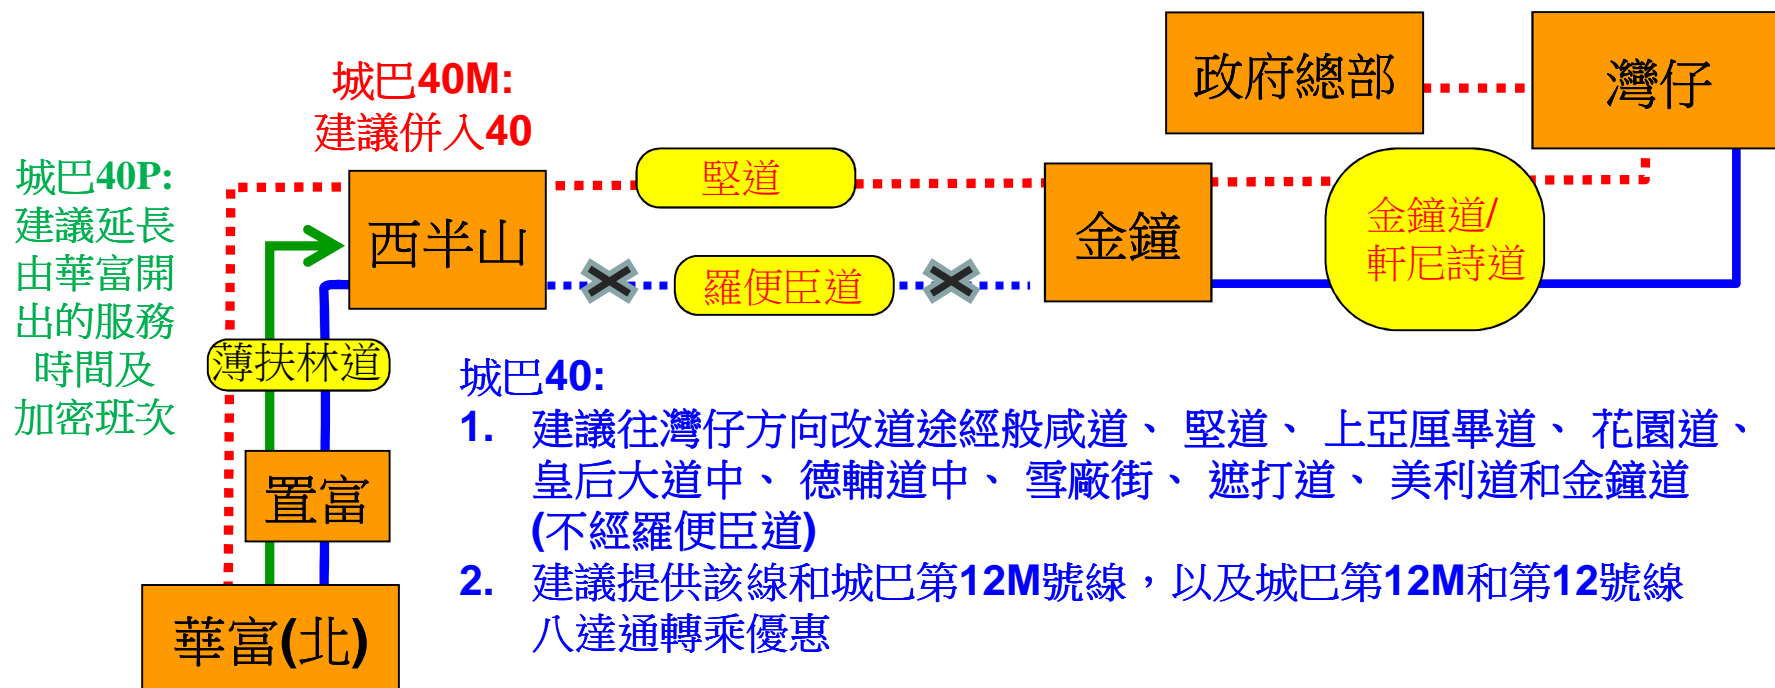 政府總部
灣仔
城巴40M:
建議併入40
城巴40P:
建議延長
由華富開
出的服務
時間及
加密班次
堅道
西半山
金鐘
金鐘道/
軒尼詩道
羅便臣道
薄扶林道
置富
華富(北)
城巴40:
1. 建議往灣仔方向改道途經般咸道、 堅道、 上亞厘畢道、 花園道、
皇后大道中、 德輔道中、 雪廠街、 遮打道、 美利道和金鐘道
(不經羅便臣道)
2. 建議提供該線和城巴第12M號線，以及城巴第12M和第12號線
八達通轉乘優惠